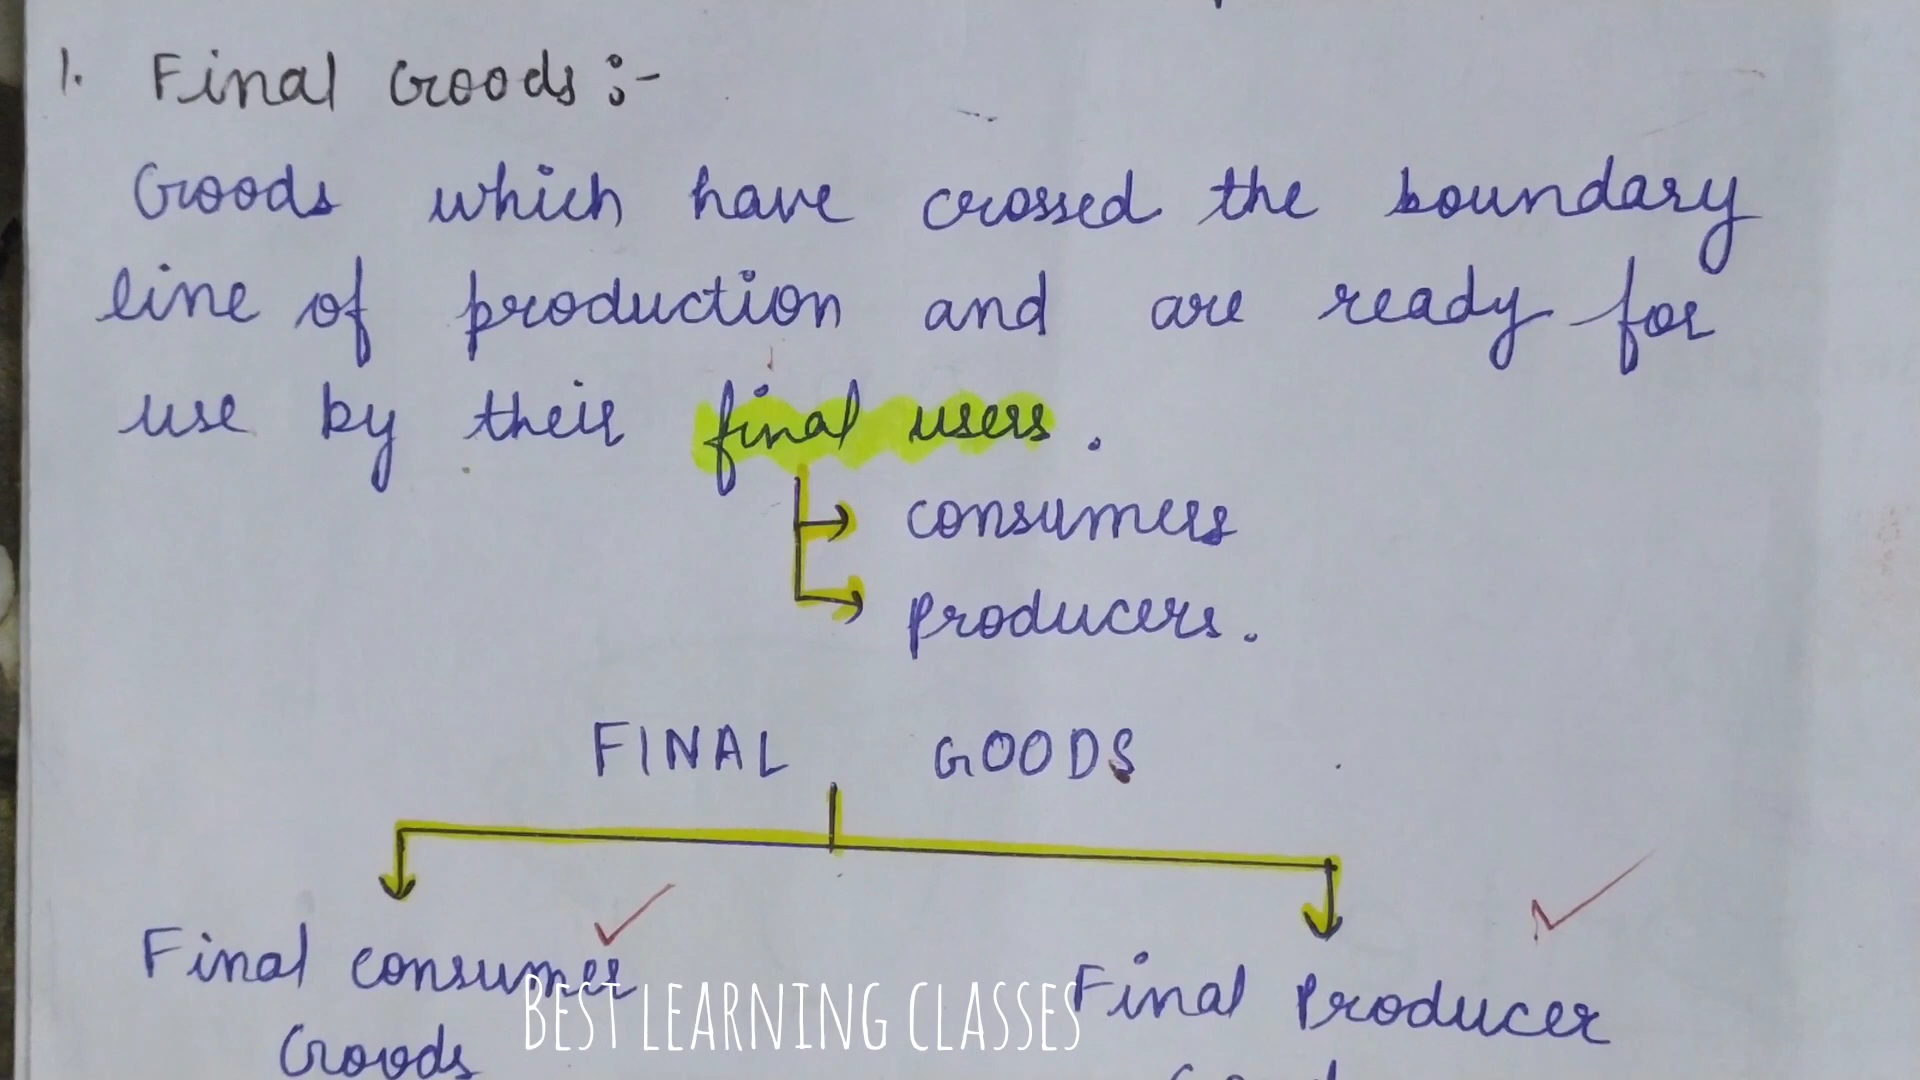 1. Final Goods :-
Goods which have crossed the boundary
line of production and are ready for
use by their final users.
consumers
producers.
FINAL GOODS
Final consumer
Final Producer
Goods
BEST LEARNING CLASSES